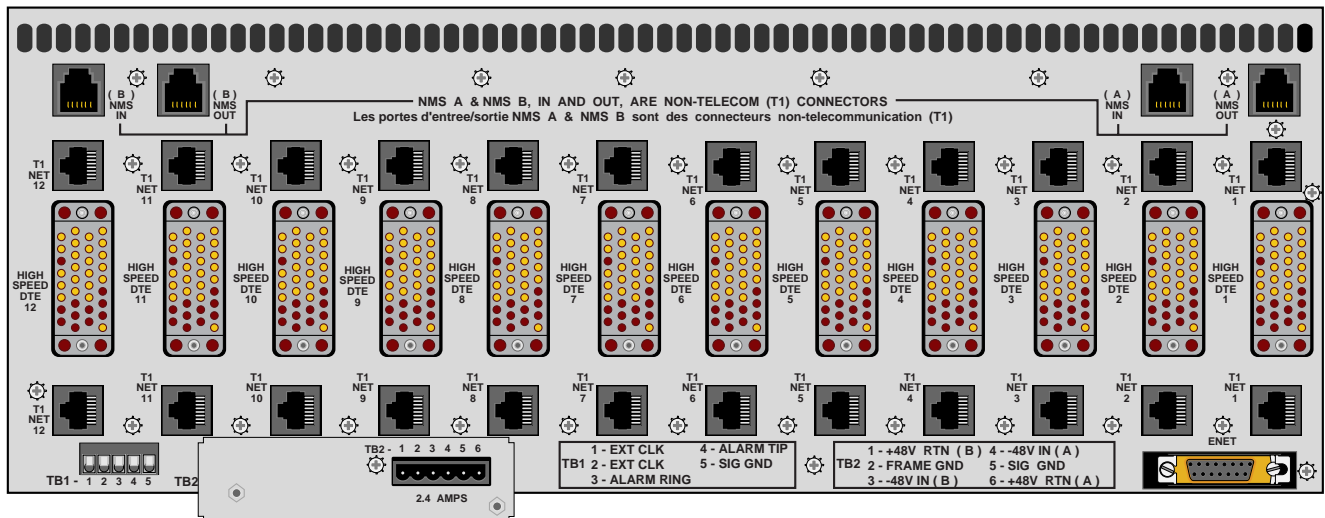 ( B )
NMS
IN
( B )
NMS
OUT
NMS A & NMS B, IN AND OUT, ARE NON-TELECOM (T1) CONNECTORS
Les portes d'entree/sortie NMS A & NMS B sont des connecteurs non-telecommunication (T1)
( A )
NMS
IN
( A )
NMS
OUT
T1
NET
12
T1
NET
11
T1
NET
10
T1
NET
9
T1
NET
8
T1
NET
7
T1
NET
6
T1
NET
5
T1
NET
4
T1
NET
3
T1
NET
2
T1
NET
1
HIGH
SPEED
DTE
12
HIGH
SPEED
DTE
11
HIGH
SPEED
DTE
10
HIGH
SPEED
DTE
9
HIGH
SPEED
DTE
8
HIGH
SPEED
DTE
7
HIGH
SPEED
DTE
6
HIGH
SPEED
DTE
5
HIGH
SPEED
DTE
4
HIGH
SPEED
DTE
3
HIGH
SPEED
DTE
2
HIGH
SPEED
DTE
1
T1
NET
12
T1
NET
11
T1
NET
10
T1
NET
9
T1
NET
8
T1
NET
7
T1
NET
6
T1
NET
5
T1
NET
4
T1
NET
3
T1
NET
2
T1
NET
1
TB1 - 1 2 3 4 5
TB2
TB2 - 1 2 3 4 5 6
2.4 AMPS
TB1
1 - EXT CLK
2 - EXT CLK
3 - ALARM RING
4 - ALARM TIP
5 - SIG GND
TB2
1 - +48V RTN ( B )
2 - FRAME GND
3 - -48V IN ( B )
4 - -48V IN ( A )
5 - SIG GND
6 - +48V RTN ( A )
ENET